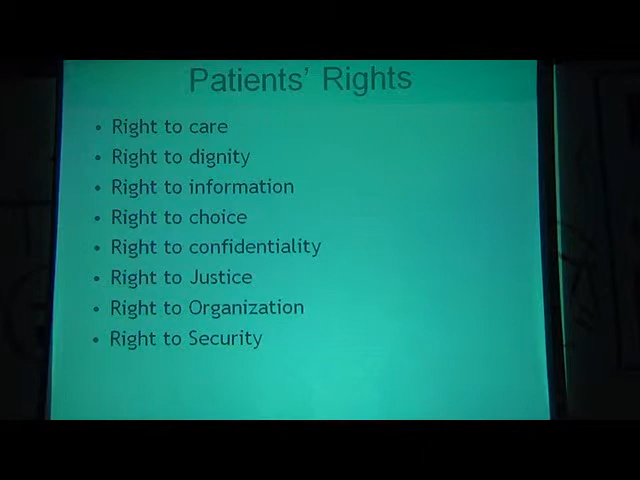 Patients' Rights
• Right to care
• Right to dignity
• Right to information
• Right to choice
• Right to confidentiality
• Right to Justice
• Right to Organization
• Right to Security